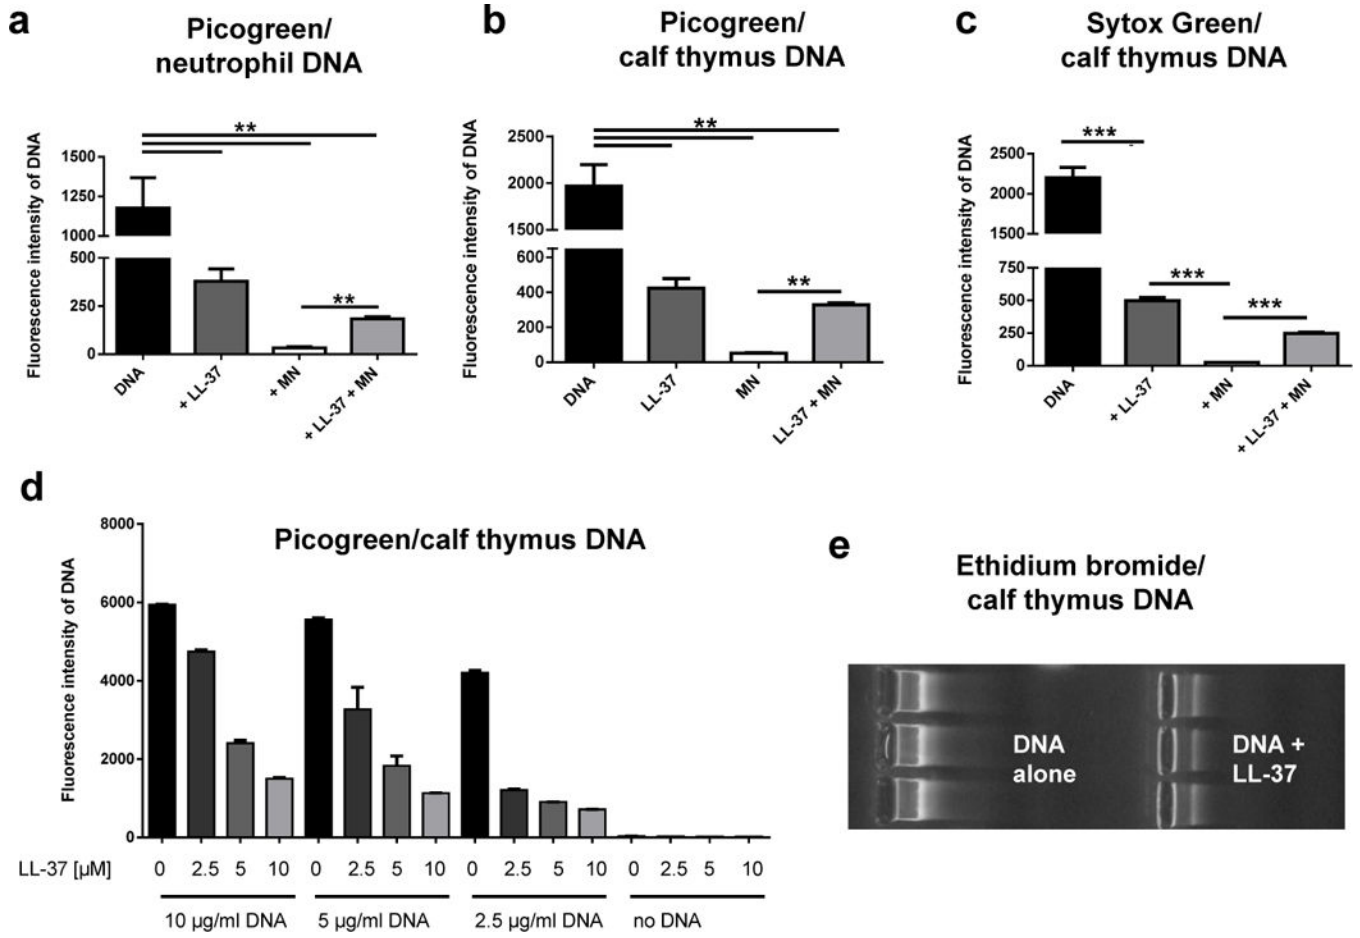 a
Picogreen/
neutrophil DNA
Fluorescence intensity of DNA
1500
1250
1000
500
250
0
**
**
DNA
+ LL-37
+ MN
+ LL-37 + MN
b
Picogreen/
calf thymus DNA
Fluorescence intensity of DNA
2500
2000
1500
600
400
200
0
**
**
DNA
LL-37
MN
LL-37 + MN
c
Sytox Green/
calf thymus DNA
Fluorescence intensity of DNA
2500
2000
1500
750
500
250
0
***
***
***
DNA
+ LL-37
+ MN
+ LL-37 + MN
d
Picogreen/calf thymus DNA
Fluorescence intensity of DNA
8000
6000
4000
2000
0
LL-37 [µM] 0 2.5 5 10 0 2.5 5 10 0 2.5 5 10 0 2.5 5 10
10 µg/ml DNA 5 µg/ml DNA 2.5 µg/ml DNA no DNA
e
Ethidium bromide/
calf thymus DNA
DNA
alone
DNA +
LL-37